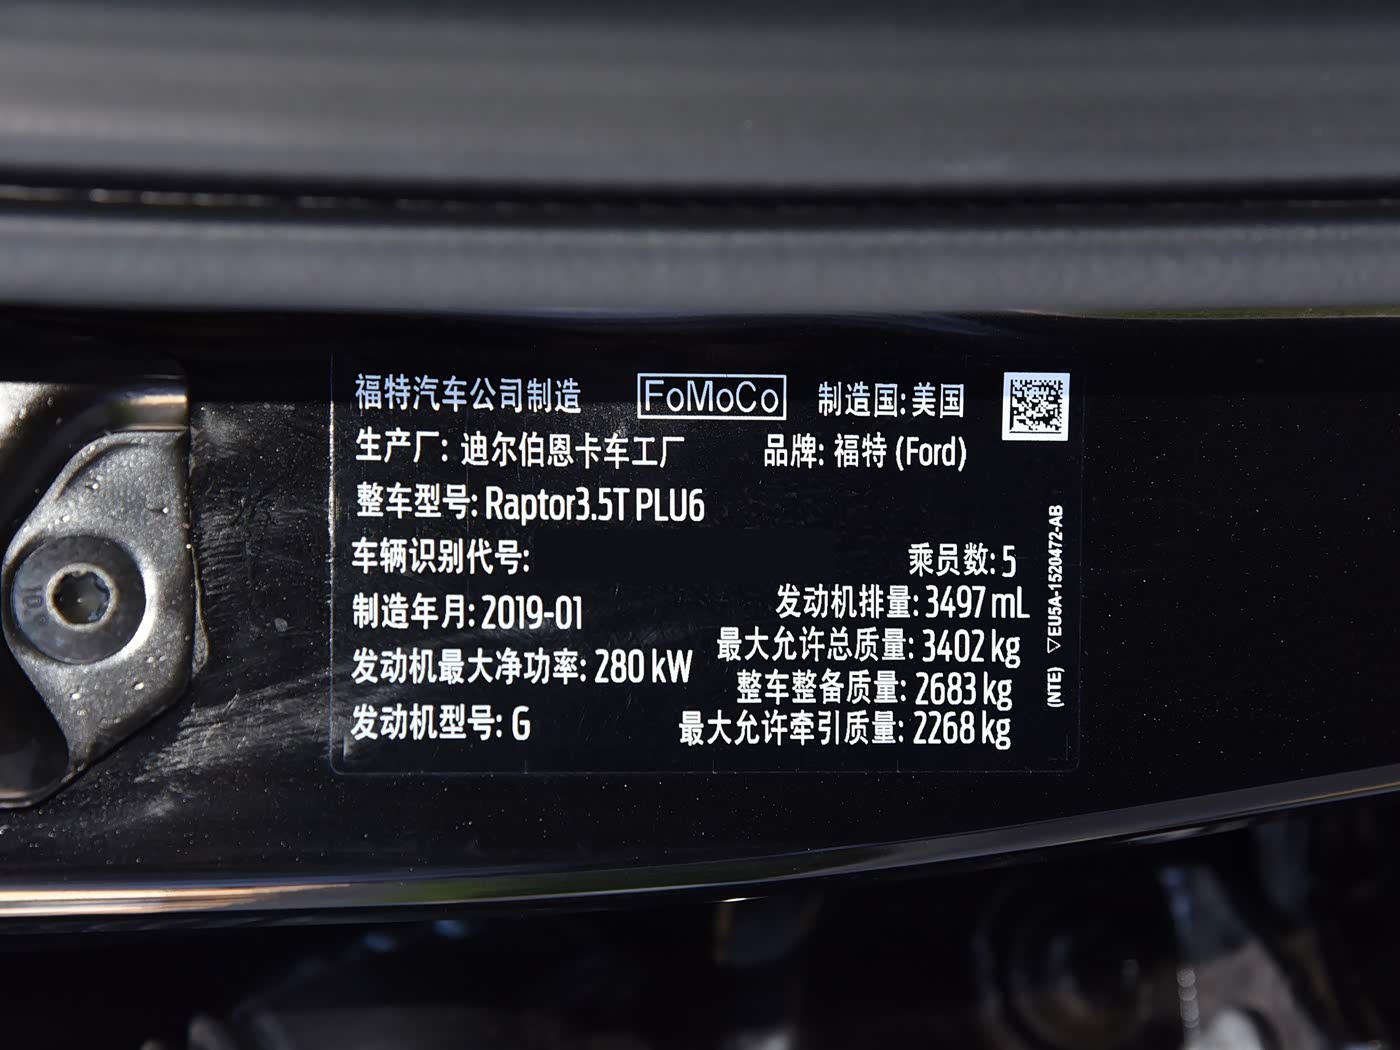 福特汽车公司制造 FoMoCo 制造国: 美国
生产厂: 迪尔伯恩卡车工厂 品牌: 福特 (Ford)
整车型号: Raptor3.5T PLU6
车辆识别代号: 乘员数: 5
制造年月: 2019-01 发动机排量: 3497 mL
最大允许总质量: 3402 kg
发动机最大净功率: 280 kW 整车整备质量: 2683 kg
发动机型号: G 最大允许牵引质量: 2268 kg
(NTE) ▽EU5A-1520472-AB
10.9